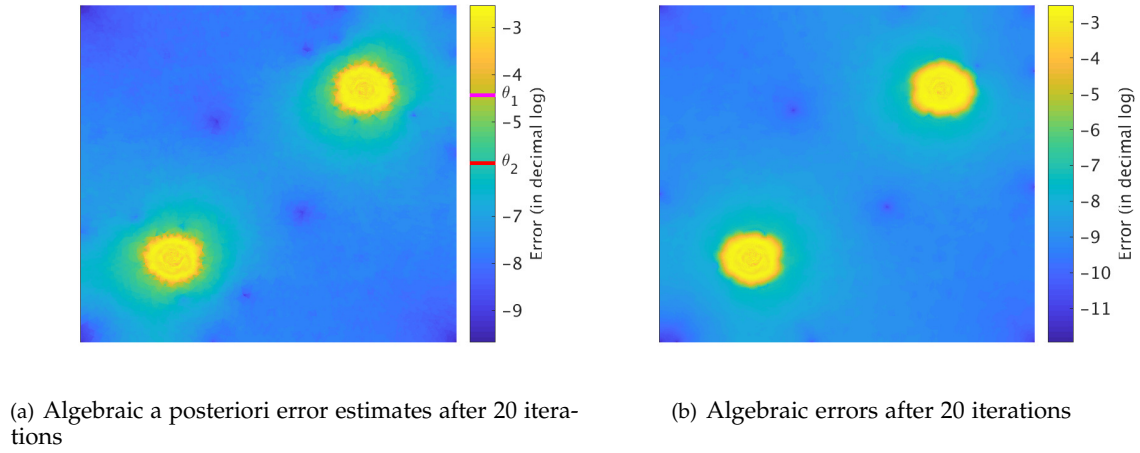 -3
-4
θ1
-5
θ2
-7
-8
-9
Error (in decimal log)
-3
-4
-5
-6
-7
-8
-9
-10
-11
Error (in decimal log)
(a) Algebraic a posteriori error estimates after 20 itera-
tions
(b) Algebraic errors after 20 iterations